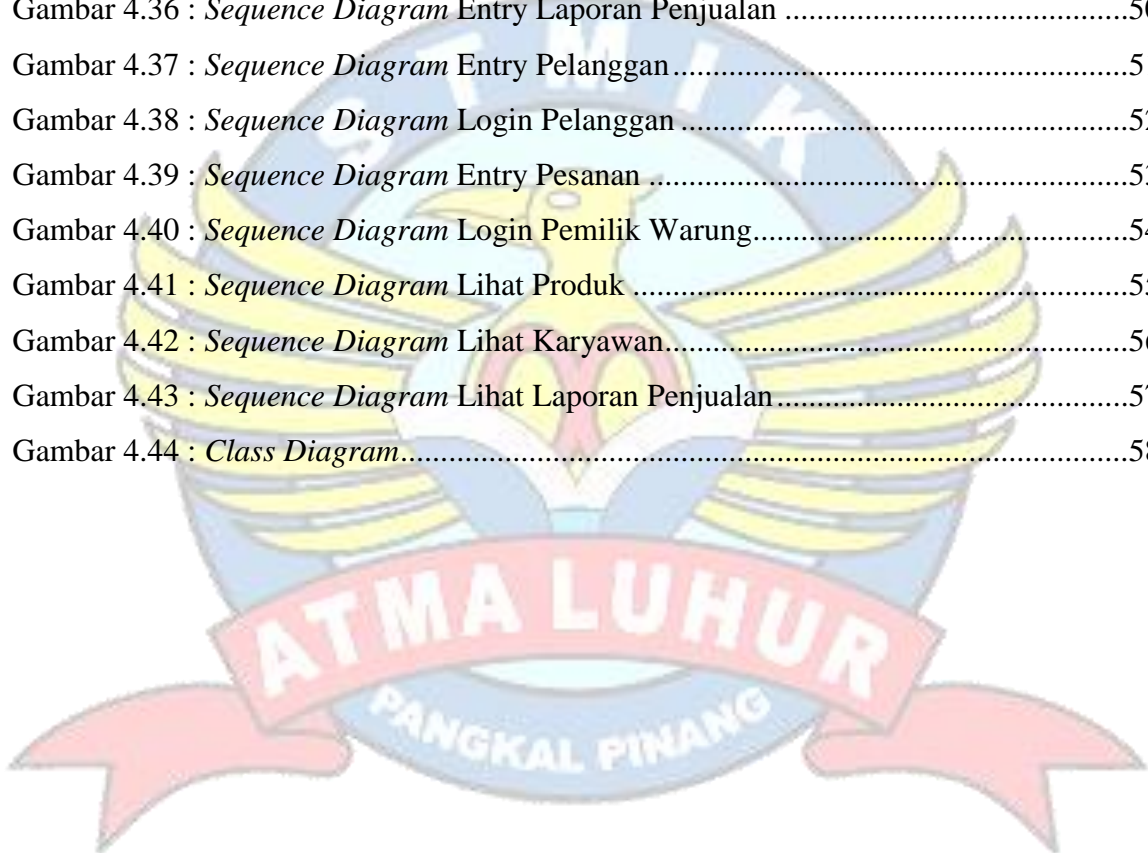 Gambar 4.36 : Sequence Diagram Entry Laporan Penjualan ..........................................................
Gambar 4.37 : Sequence Diagram Entry Pelanggan..........................................................
Gambar 4.38 : Sequence Diagram Login Pelanggan ..........................................................
Gambar 4.39 : Sequence Diagram Entry Pesanan ..........................................................
Gambar 4.40 : Sequence Diagram Login Pemilik Warung..........................................................
Gambar 4.41 : Sequence Diagram Lihat Produk ..........................................................
Gambar 4.42 : Sequence Diagram Lihat Karyawan..........................................................
Gambar 4.43 : Sequence Diagram Lihat Laporan Penjualan..........................................................
Gambar 4.44 : Class Diagram..........................................................58
STMIK
ATMA LUHUR
PANGKAL PINANG